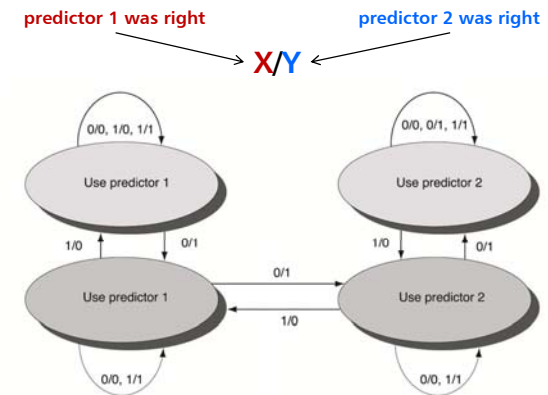 predictor 1 was right
predictor 2 was right
X/Y
0/0, 1/0, 1/1
0/0, 0/1, 1/1
Use predictor 1
Use predictor 2
1/0
0/1
1/0
0/1
0/1
Use predictor 1
Use predictor 2
1/0
0/0, 1/1
0/0, 1/1